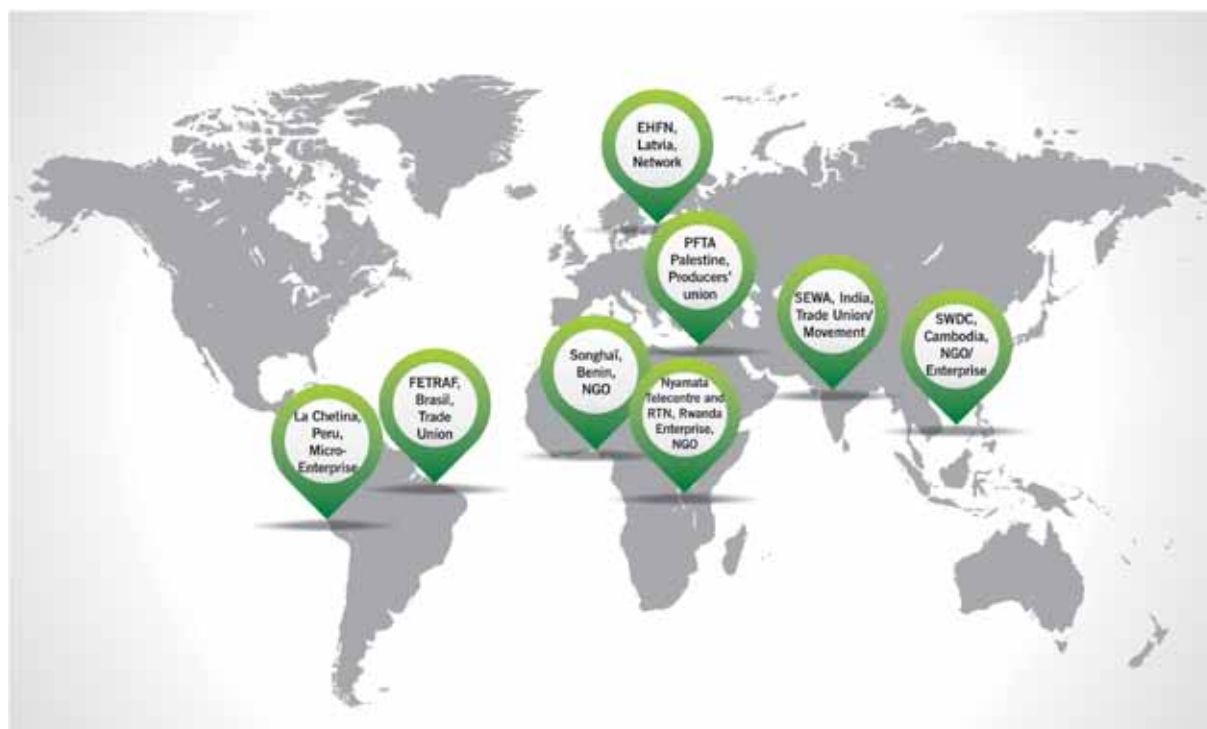 EHFN,
Latvia,
Network
PFTA
Palestine,
Producers'
union
SEWA, India,
Trade Union/
Movement
SWDC,
Cambodia,
NGO/
Enterprise
Songhaï,
Benin,
NGO
Nyamata
Telecentre and
RTN, Rwanda
Enterprise,
NGO
FETRAF,
Brasil,
Trade
Union
La Chetina,
Peru,
Micro-
Enterprise